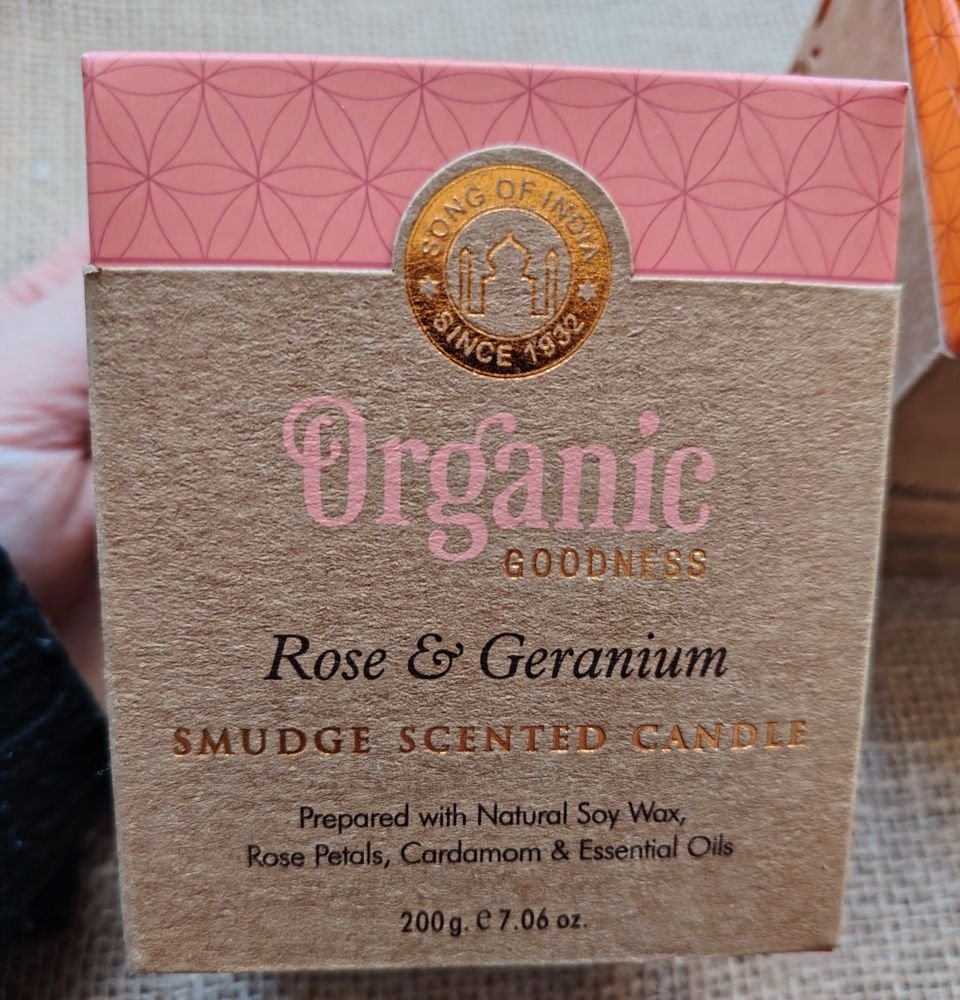 SONG OF INDIA
SINCE 1932
Organic
GOODNESS
Rose & Geranium
SMUDGE SCENTED CANDLE
Prepared with Natural Soy Wax,
Rose Petals, Cardamom & Essential Oils
200g. ℮ 7.06 oz.